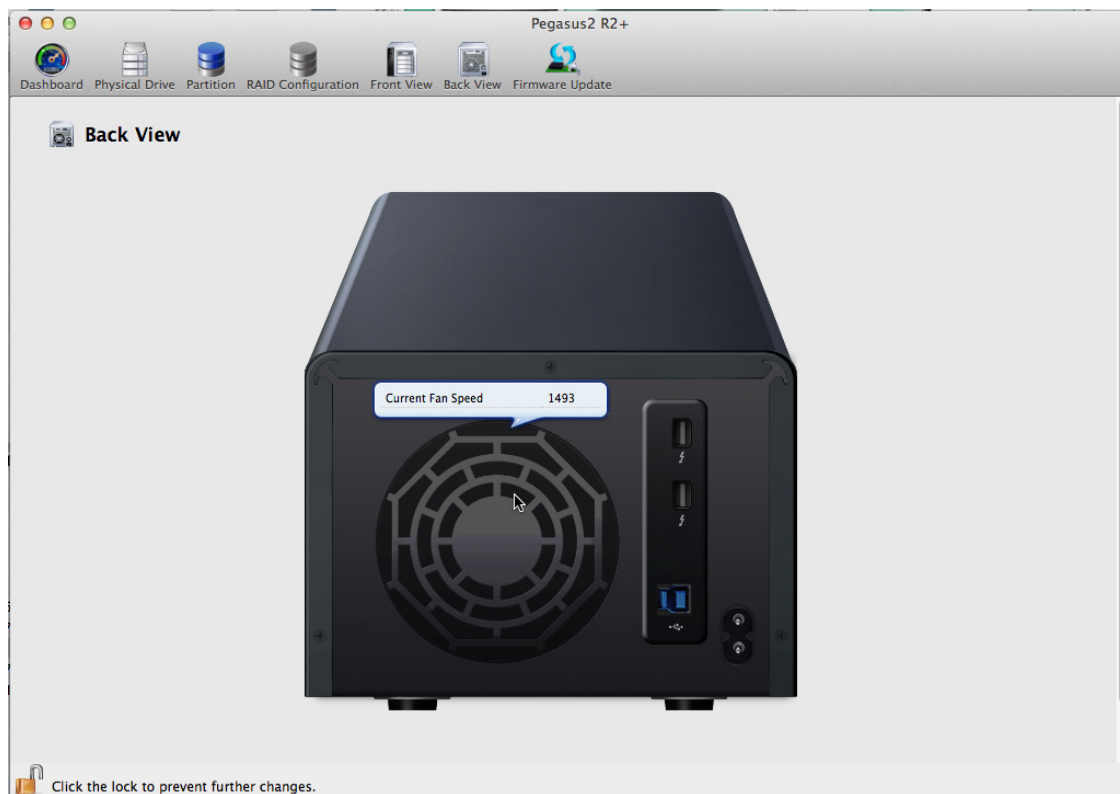 Pegasus2 R2+
Dashboard Physical Drive Partition RAID Configuration Front View Back View Firmware Update
Back View
Current Fan Speed 1493
Click the lock to prevent further changes.